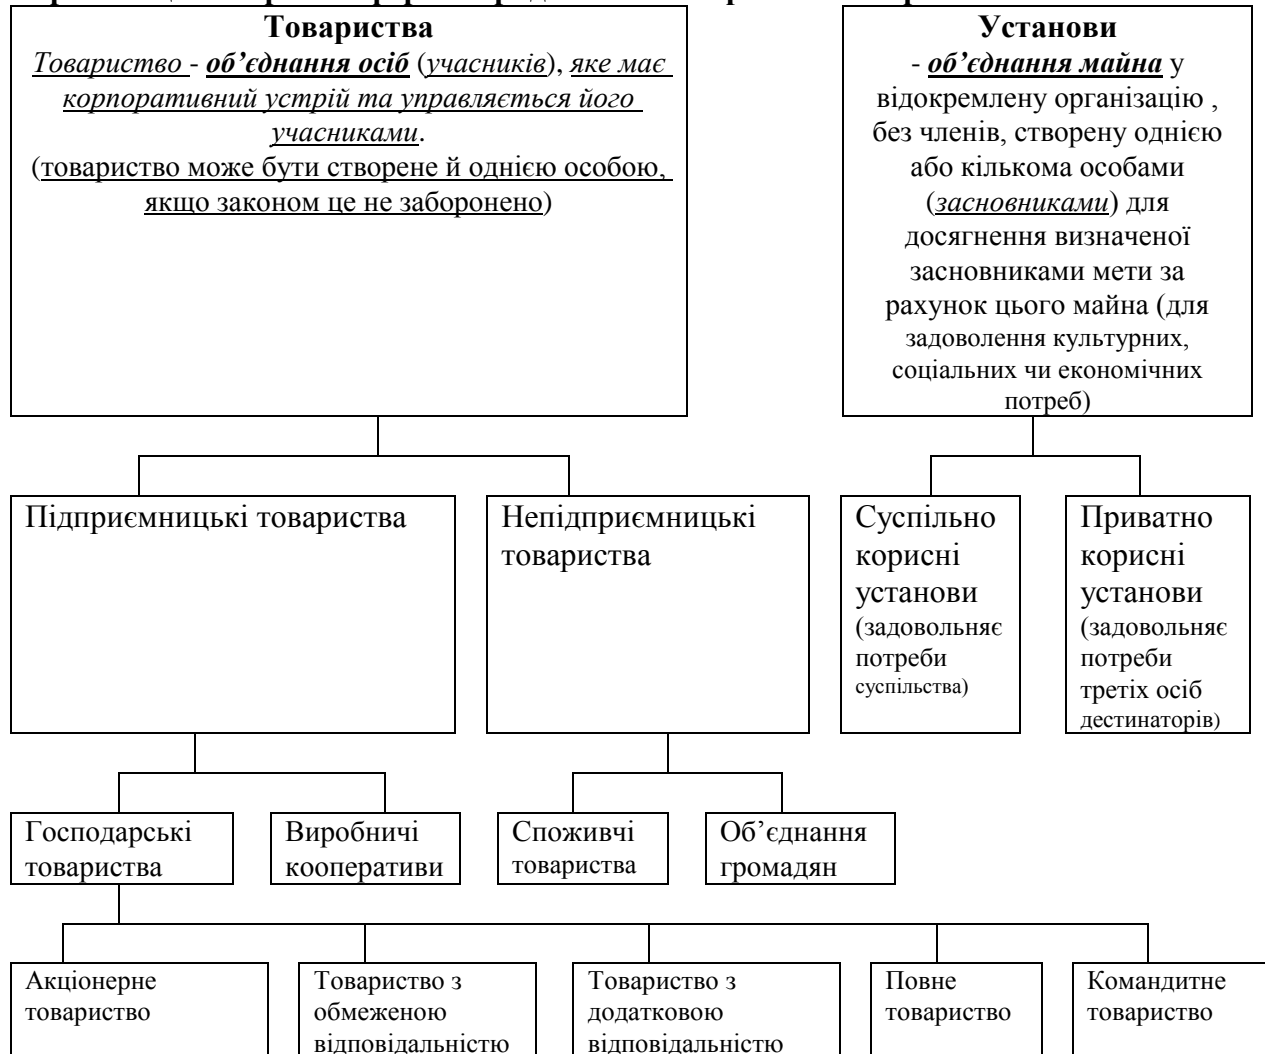 Товариства
Товариство - об’єднання осіб (учасників), яке має
корпоративний устрій та управляється його
учасниками.
(товариство може бути створене й однією особою,
якщо законом це не заборонено)
Установи
- об’єднання майна у
відокремлену організацію ,
без членів, створену однією
або кількома особами
(засновниками) для
досягнення визначеної
засновниками мети за
рахунок цього майна (для
задоволення культурних,
соціальних чи економічних
потреб)
Підприємницькі товариства
Непідприємницькі
товариства
Суспільно
корисні
установи
(задовольняє
потреби
суспільства)
Приватно
корисні
установи
(задовольняє
потреби
третіх осіб
дестинаторів)
Господарські
товариства
Виробничі
кооперативи
Споживчі
товариства
Об’єднання
громадян
Акціонерне
товариство
Товариство з
обмеженою
відповідальністю
Товариство з
додатковою
відповідальністю
Повне
товариство
Командитне
товариство